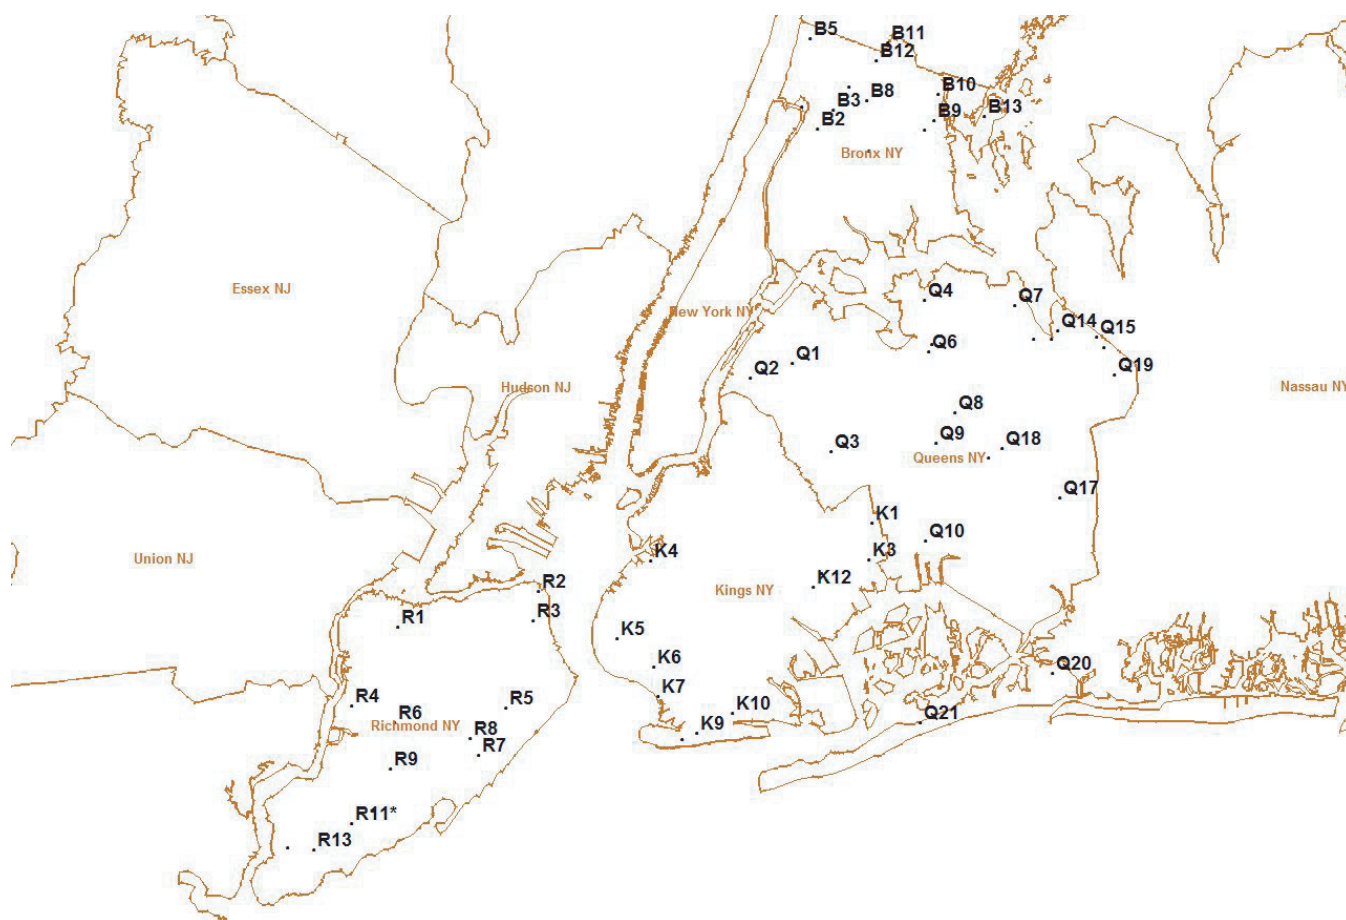 B5
B11
B12
B10
B8
B3
B9
B13
B2
Bronx NY
Essex NJ
Q4
Q7
New York NY
Q14
Q15
Q6
Q1
Q2
Q19
Hudson NJ
Nassau NY
Q8
Q9
Q18
Q3
Queens NY
Q17
K1
Q10
K4
K3
Union NJ
K12
R2
Kings NY
R3
R1
K5
K6
Q20
K7
R4
R5
K10
R6
Richmond NY
Q21
K9
R8
R7
R9
R11*
R13